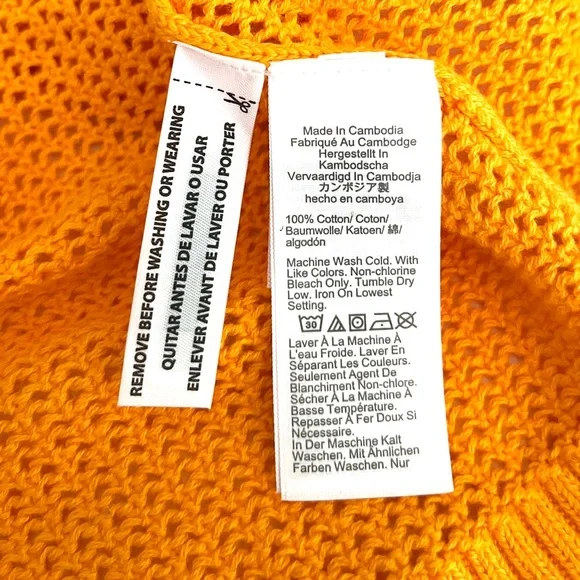 REMOVE BEFORE WASHING OR WEARING
QUITAR ANTES DE LAVAR O USAR
ENLEVER AVANT DE LAVER OU PORTER
Made In Cambodia
Fabriqué Au Cambodge
Hergestellt In
Kambodscha
Vervaardigd In Cambodja
カンボジア製
hecho en camboya
100% Cotton/ Coton/
Baumwolle/ Katoen/ 綿/
algodón
Machine Wash Cold. With
Like Colors. Non-chlorine
Bleach Only. Tumble Dry
Low. Iron On Lowest
Setting.
30
Laver À La Machine À
L'eau Froide. Laver En
Séparant Les Couleurs.
Seulement Agent De
Blanchiment Non-chlore.
Sécher À La Machine À
Basse Température.
Repasser À Fer Doux Si
Nécessaire.
In Der Maschine Kalt
Waschen. Mit Ähnlichen
Farben Waschen. Nur